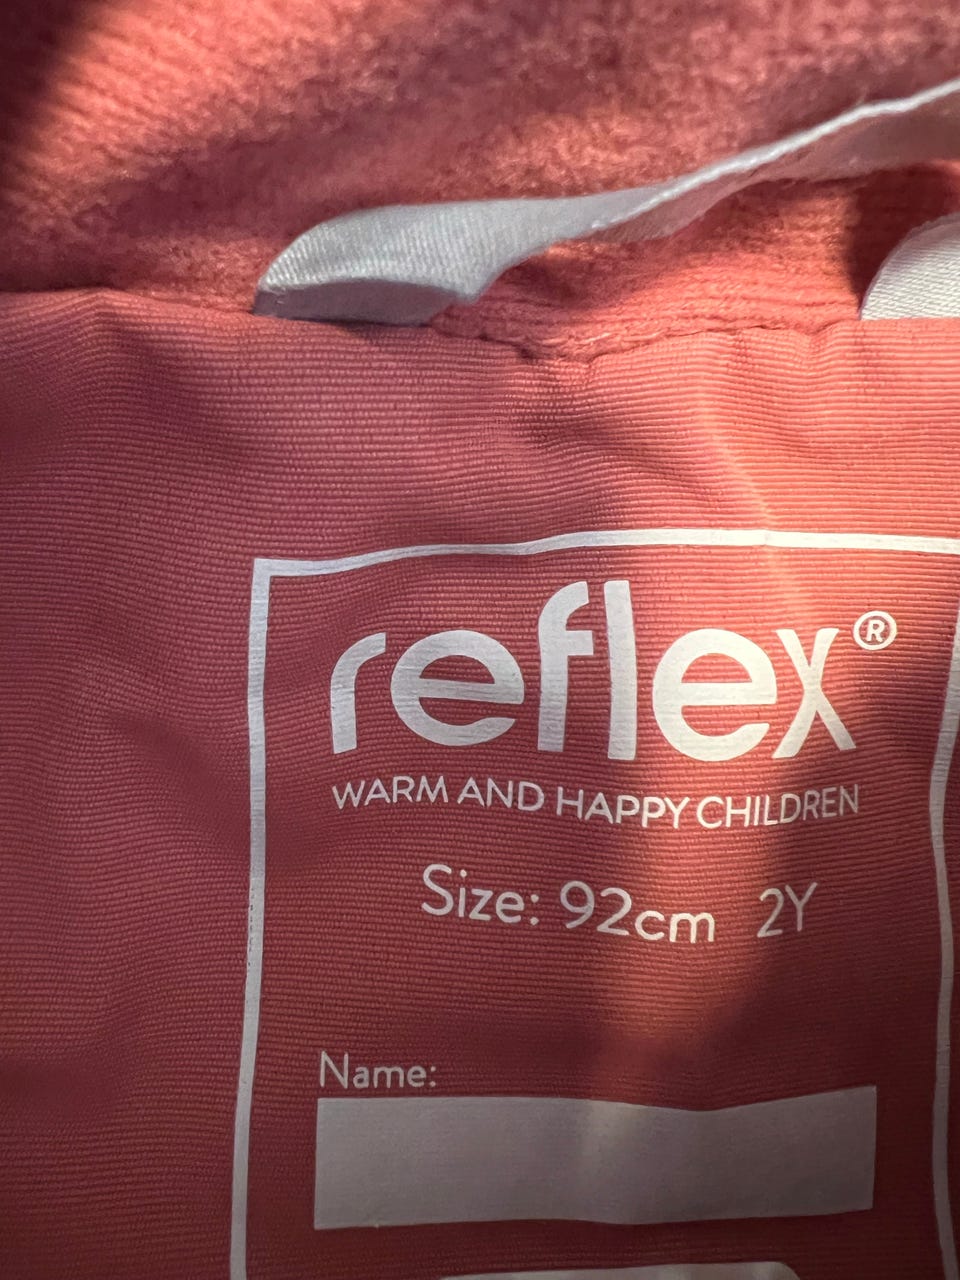 reflex®
WARM AND HAPPY CHILDREN
Size: 92cm 2Y
Name: